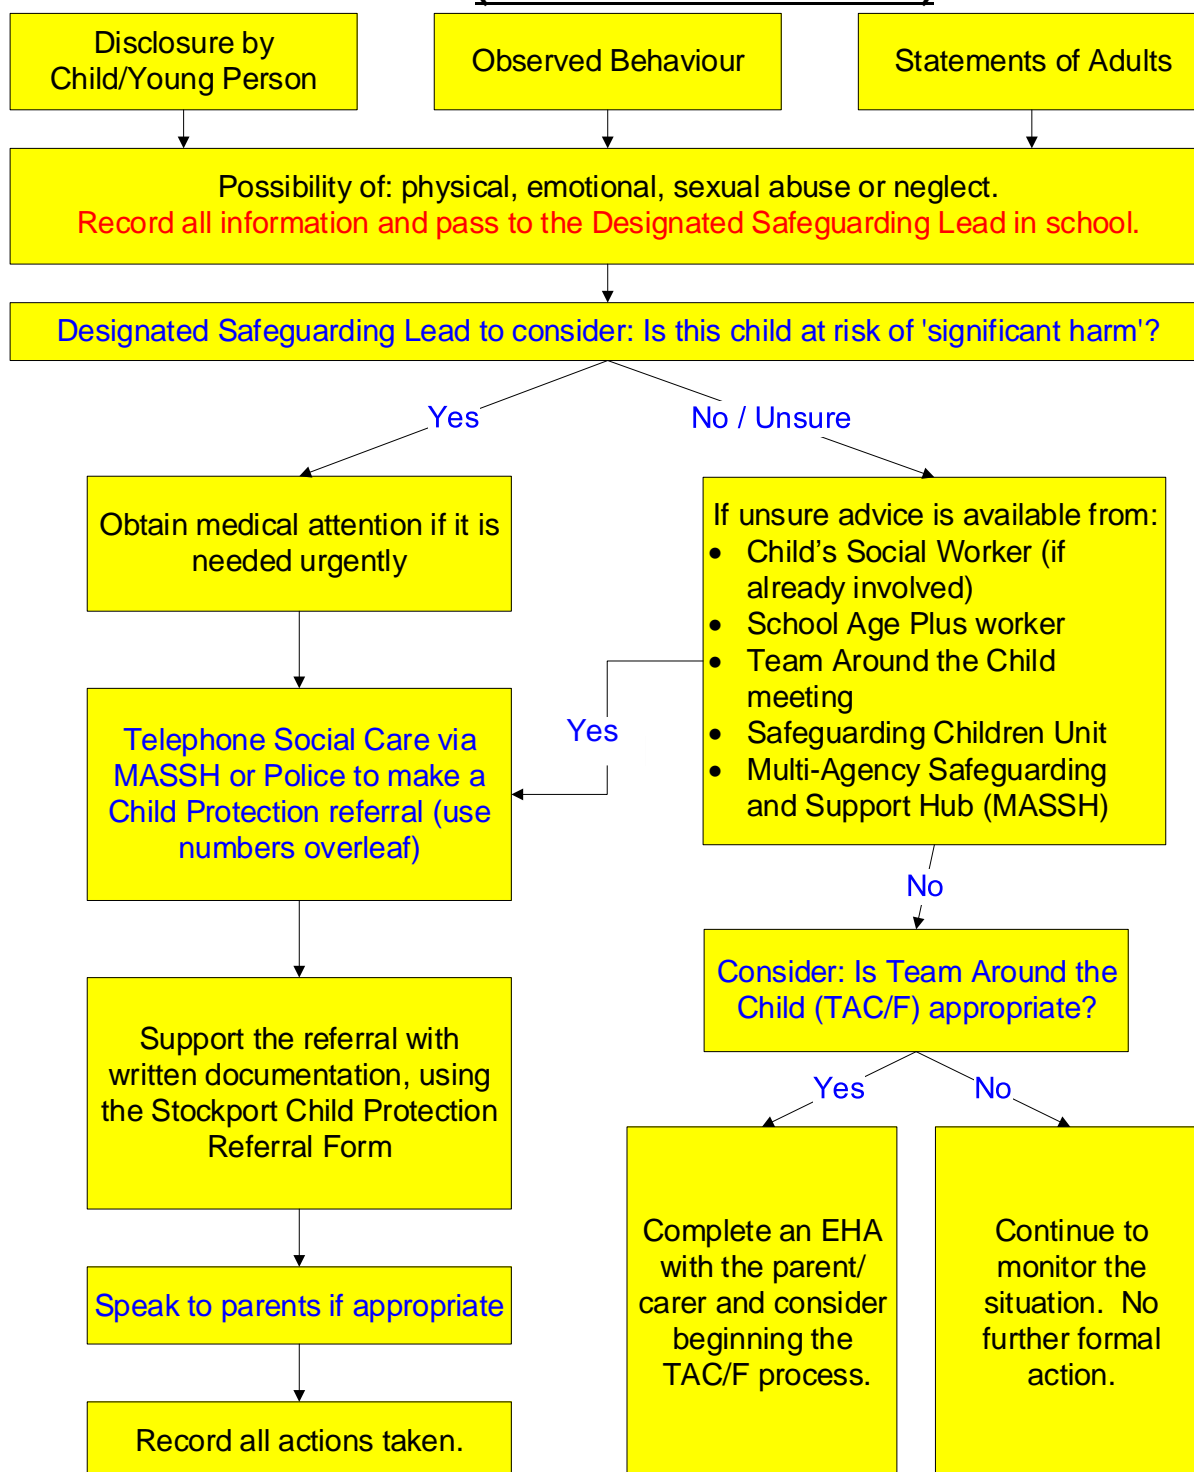 Disclosure by
Child/Young Person
Observed Behaviour
Statements of Adults
Possibility of: physical, emotional, sexual abuse or neglect.
Record all information and pass to the Designated Safeguarding Lead in school.
Designated Safeguarding Lead to consider: Is this child at risk of 'significant harm'?
Yes
No / Unsure
Obtain medical attention if it is
needed urgently
If unsure advice is available from:
• Child’s Social Worker (if
already involved)
• School Age Plus worker
• Team Around the Child
meeting
• Safeguarding Children Unit
• Multi-Agency Safeguarding
and Support Hub (MASSH)
Yes
Telephone Social Care via
MASSH or Police to make a
Child Protection referral (use
numbers overleaf)
No
Consider: Is Team Around the
Child (TAC/F) appropriate?
Support the referral with
written documentation, using
the Stockport Child Protection
Referral Form
Yes
No
Complete an EHA
with the parent/
carer and consider
beginning the
TAC/F process.
Continue to
monitor the
situation.  No
further formal
action.
Speak to parents if appropriate
Record all actions taken.